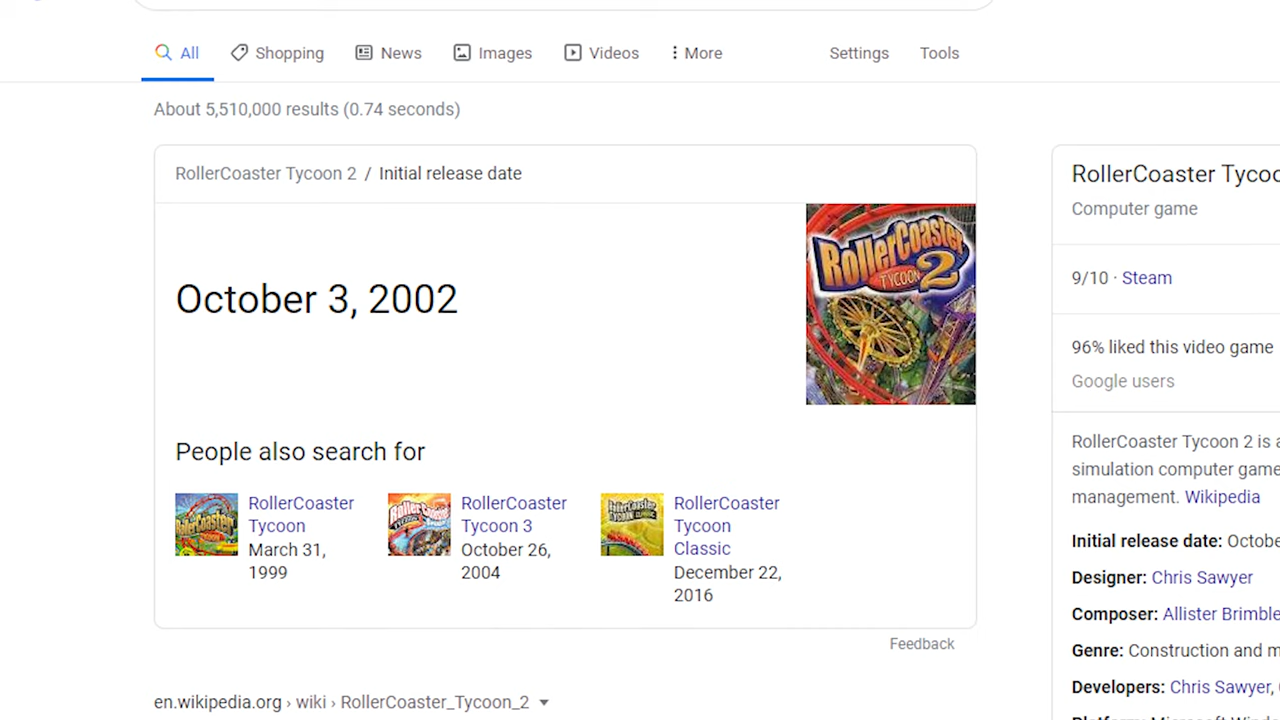 All
Shopping
News
Images
Videos
More
Settings
Tools
About 5,510,000 results (0.74 seconds)
RollerCoaster Tycoon 2 / Initial release date
October 3, 2002
RollerCoaster
TYCOON 2
People also search for
RollerCoaster
Tycoon
March 31,
1999
RollerCoaster
Tycoon 3
October 26,
2004
RollerCoaster
Tycoon
Classic
December 22,
2016
Feedback
en.wikipedia.org › wiki › RollerCoaster_Tycoon_2
RollerCoaster Tycoo
Computer game
9/10 · Steam
96% liked this video game
Google users
RollerCoaster Tycoon 2 is a
simulation computer game
management. Wikipedia
Initial release date: Octobe
Designer: Chris Sawyer
Composer: Allister Brimble
Genre: Construction and m
Developers: Chris Sawyer,